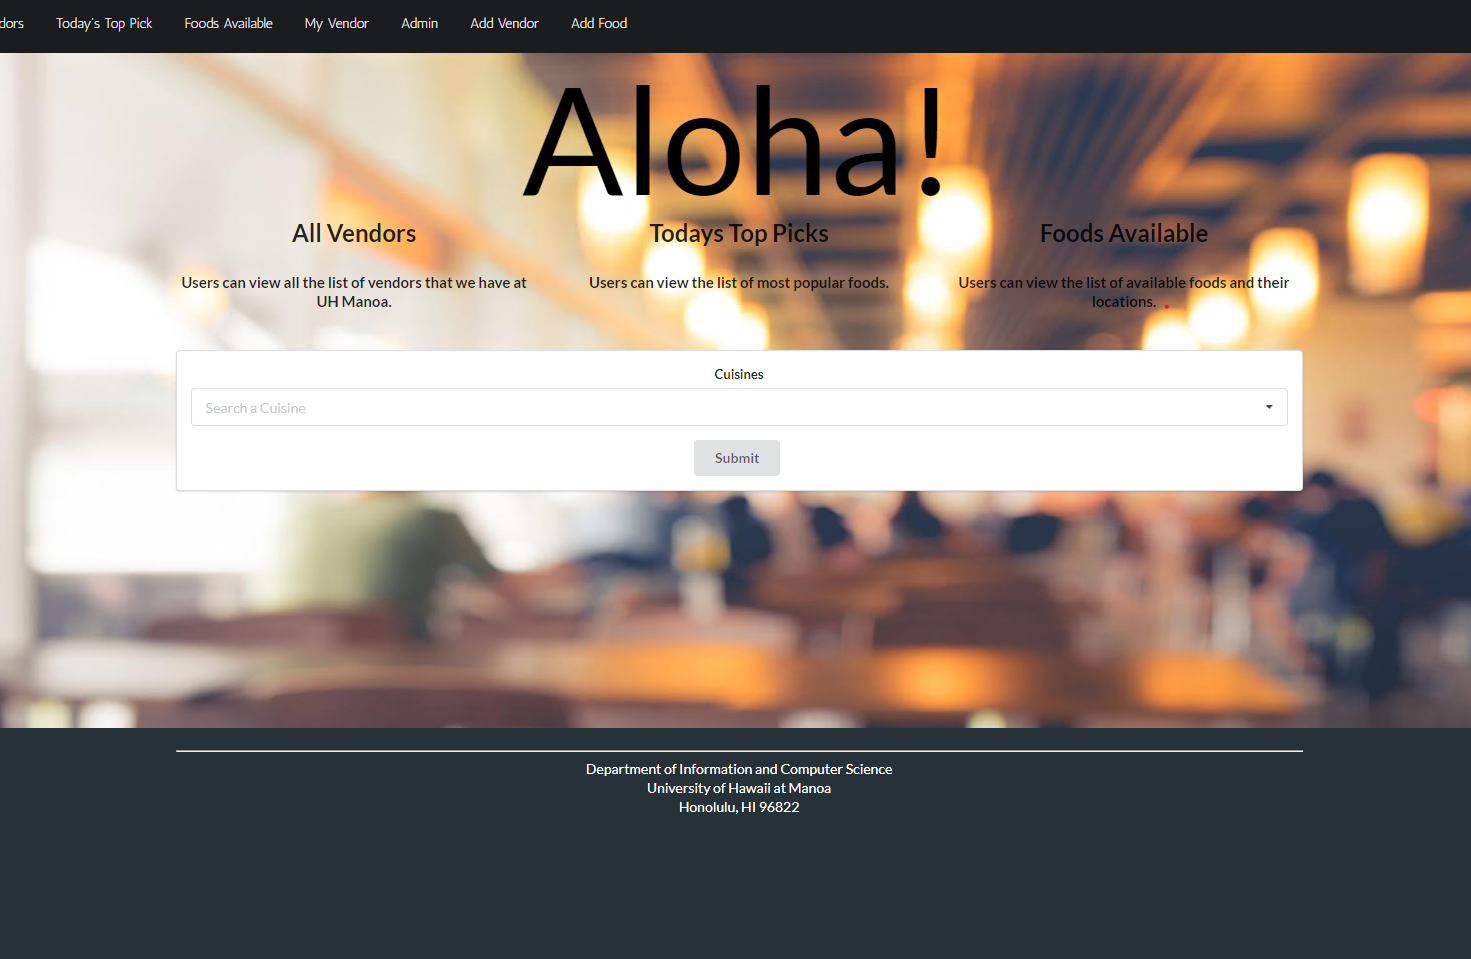 dors Today's Top Pick Foods Available My Vendor Admin Add Vendor Add Food
Aloha!
All Vendors
Users can view all the list of vendors that we have at
UH Manoa.
Todays Top Picks
Users can view the list of most popular foods.
Foods Available
Users can view the list of available foods and their
locations.
Cuisines
Search a Cuisine
Submit
Department of Information and Computer Science
University of Hawaii at Manoa
Honolulu, HI 96822